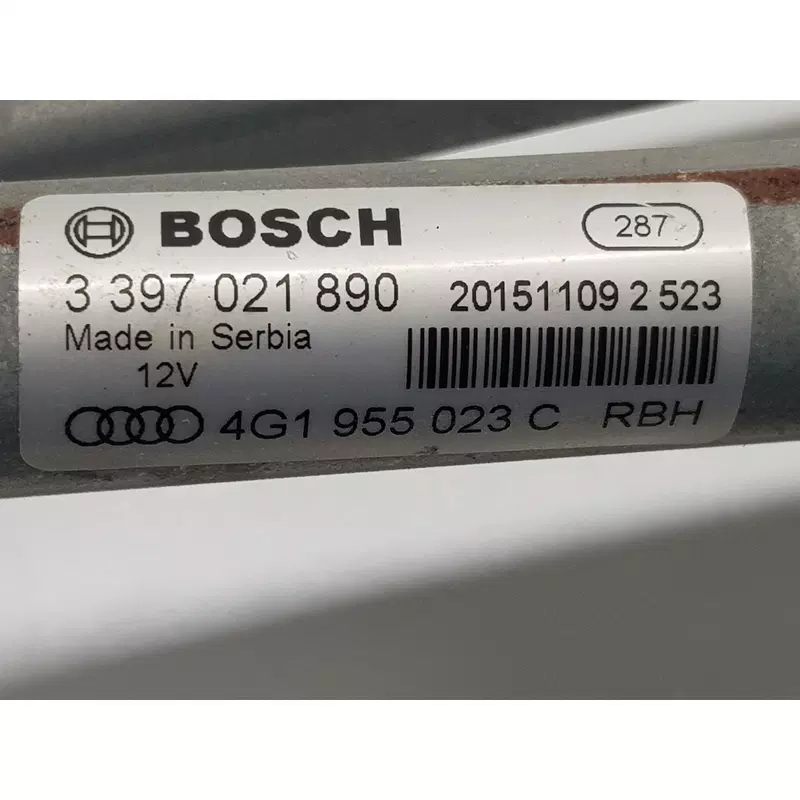 BOSCH 287
3 397 021 890 20151109 2 523
Made in Serbia
12V
4G1 955 023 C RBH